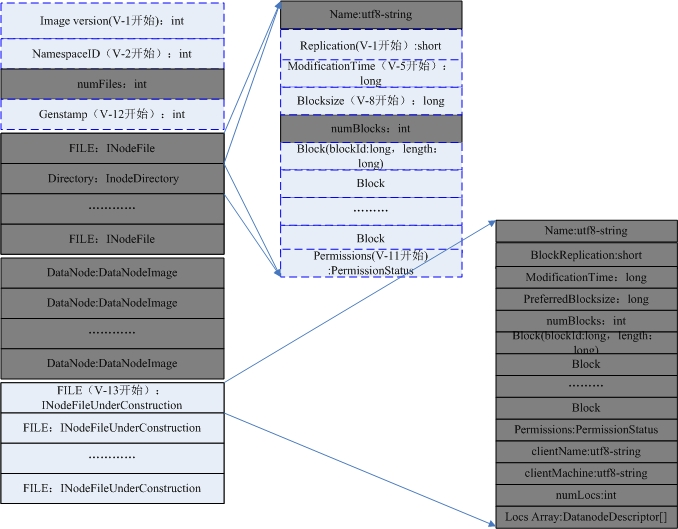 Image version(V-1开始)：int
NamespaceID（V-2开始）：int
numFiles：int
Genstamp（V-12开始）：int
FILE：INodeFile
Directory：InodeDirectory
…………
FILE：INodeFile
DataNode:DataNodeImage
DataNode:DataNodeImage
…………
DataNode:DataNodeImage
FILE（V-13开始）：
INodeFileUnderConstruction
FILE：INodeFileUnderConstruction
…………
FILE：INodeFileUnderConstruction
Name:utf8-string
Replication(V-1开始）:short
ModificationTime（V-5开始）：
long
Blocksize（V-8开始）：long
numBlocks：int
Block(blockId:long，length：
long)
Block
………
Block
Permissions(V-11开始)
:PermissionStatus
Name:utf8-string
BlockReplication:short
ModificationTime：long
PreferredBlocksize：long
numBlocks：int
Block(blockId:long，length：
long)
Block
………
Block
Permissions:PermissionStatus
clientName:utf8-string
clientMachine:utf8-string
numLocs:int
Locs Array:DatanodeDescriptor[]